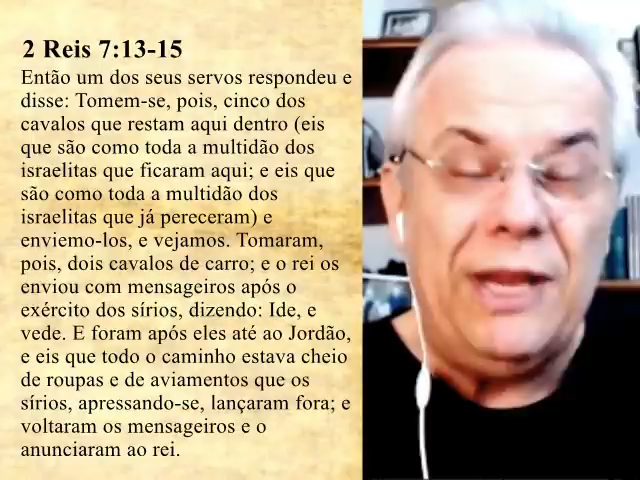 2 Reis 7:13-15
Então um dos seus servos respondeu e
disse: Tomem-se, pois, cinco dos
cavalos que restam aqui dentro (eis
que são como toda a multidão dos
israelitas que ficaram aqui; e eis que
são como toda a multidão dos
israelitas que já pereceram) e
enviemo-los, e vejamos. Tomaram,
pois, dois cavalos de carro; e o rei os
enviou com mensageiros após o
exército dos sírios, dizendo: Ide, e
vede. E foram após eles até ao Jordão,
e eis que todo o caminho estava cheio
de roupas e de aviamentos que os
sírios, apressando-se, lançaram fora; e
voltaram os mensageiros e o
anunciaram ao rei.